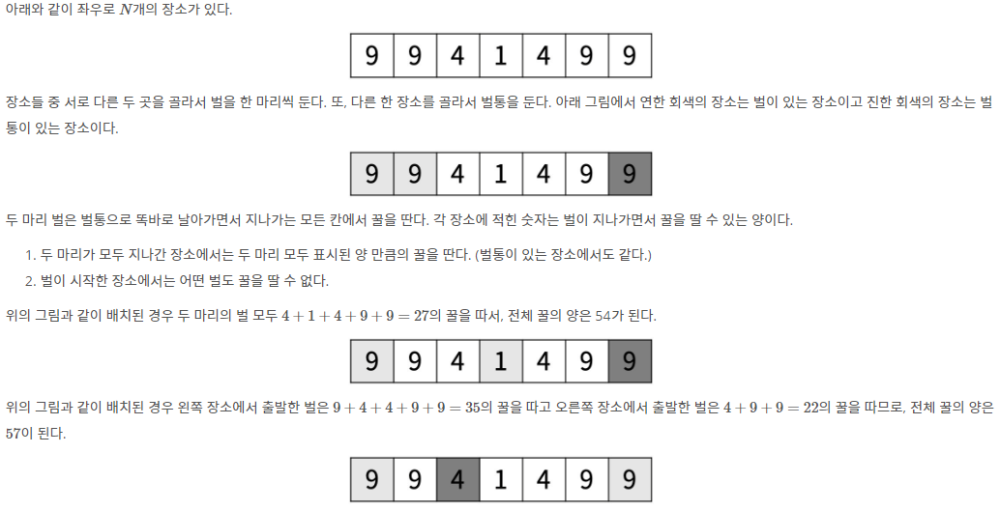 아래와 같이 좌우로 N개의 장소가 있다.
9 9 4 1 4 9 9
장소들 중 서로 다른 두 곳을 골라서 벌을 한 마리씩 둔다. 또, 다른 한 장소를 골라서 벌통을 둔다. 아래 그림에서 연한 회색의 장소는 벌이 있는 장소이고 진한 회색의 장소는 벌
통이 있는 장소이다.
9 9 4 1 4 9 9
두 마리 벌은 벌통으로 똑바로 날아가면서 지나가는 모든 칸에서 꿀을 딴다. 각 장소에 적힌 숫자는 벌이 지나가면서 꿀을 딸 수 있는 양이다.
1. 두 마리가 모두 지나간 장소에서는 두 마리 모두 표시된 양 만큼의 꿀을 딴다. (벌통이 있는 장소에서도 같다.)
2. 벌이 시작한 장소에서는 어떤 벌도 꿀을 딸 수 없다.
위의 그림과 같이 배치된 경우 두 마리의 벌 모두 4 + 1 + 4 + 9 + 9 = 27의 꿀을 따서, 전체 꿀의 양은 54가 된다.
9 9 4 1 4 9 9
위의 그림과 같이 배치된 경우 왼쪽 장소에서 출발한 벌은 9 + 4 + 4 + 9 + 9 = 35의 꿀을 따고 오른쪽 장소에서 출발한 벌은 4 + 9 + 9 = 22의 꿀을 따므로, 전체 꿀의 양은
57이 된다.
9 9 4 1 4 9 9